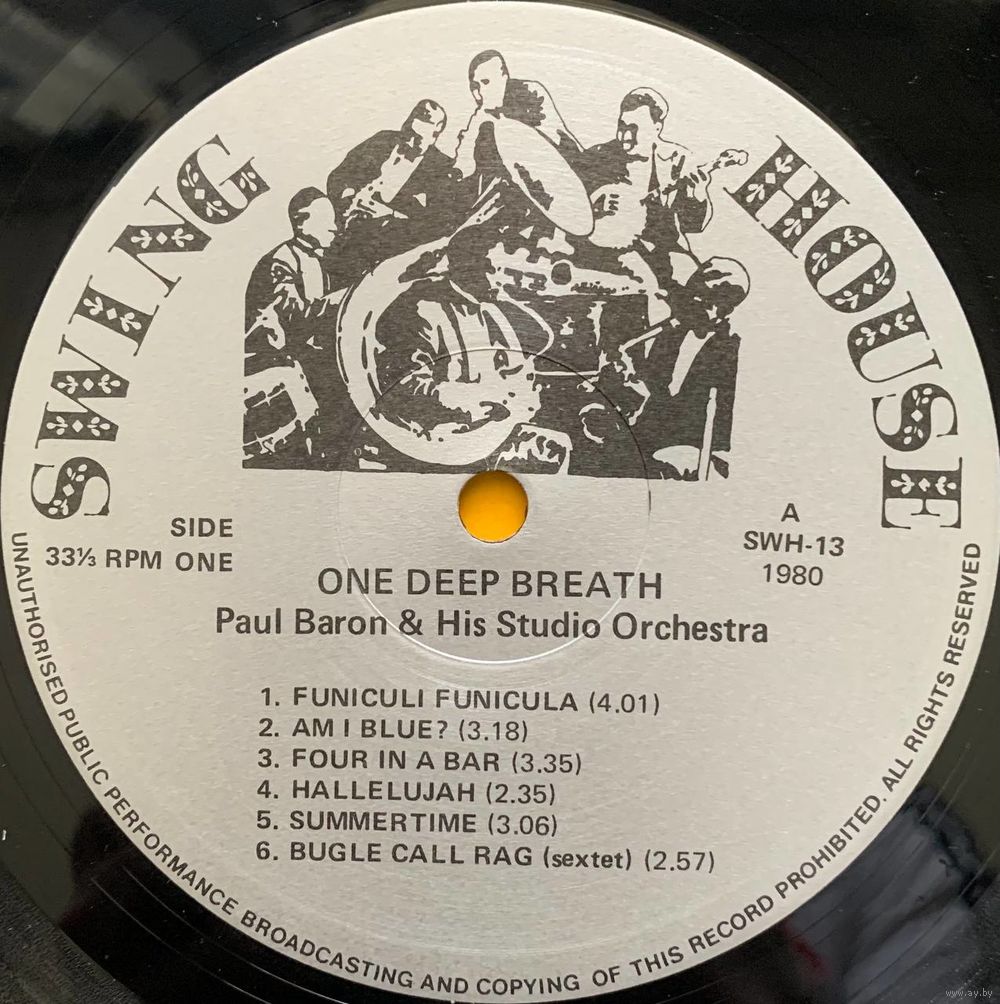 SWING HOUSE
SIDE
33⅓ RPM ONE
A
SWH-13
1980
ONE DEEP BREATH
Paul Baron & His Studio Orchestra
1. FUNICULI FUNICULA (4.01)
2. AM I BLUE? (3.18)
3. FOUR IN A BAR (3.35)
4. HALLELUJAH (2.35)
5. SUMMERTIME (3.06)
6. BUGLE CALL RAG (sextet) (2.57)
UNAUTHORISED PUBLIC PERFORMANCE BROADCASTING AND COPYING OF THIS RECORD PROHIBITED. ALL RIGHTS RESERVED
www.ay.by